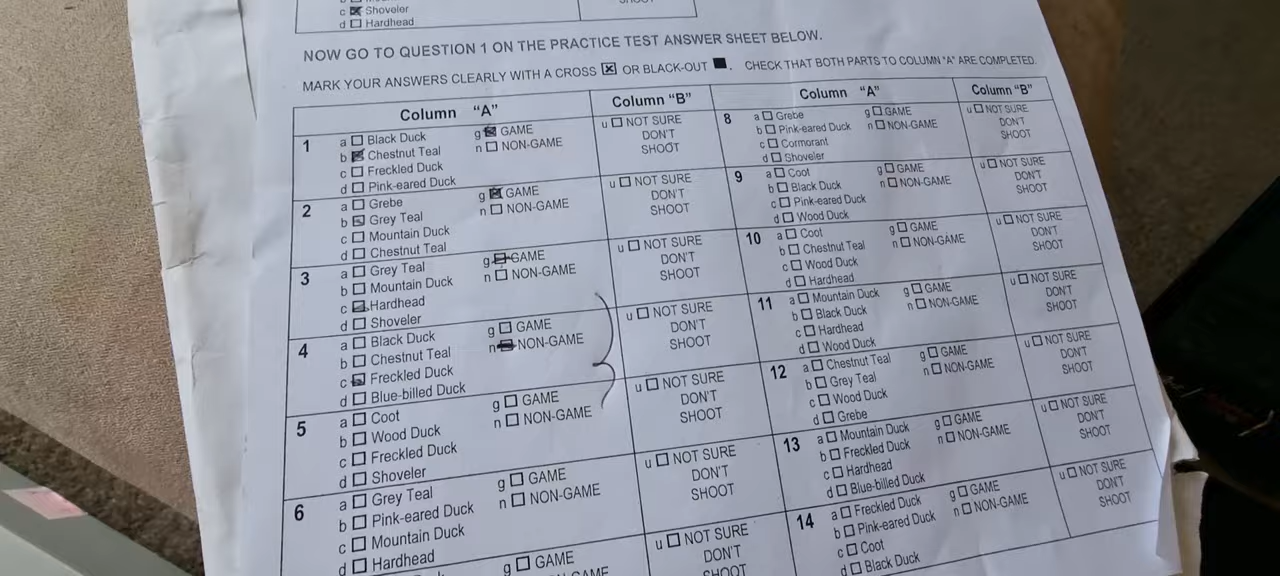 c ☒ Shoveler
d ☐ Hardhead
NOW GO TO QUESTION 1 ON THE PRACTICE TEST ANSWER SHEET BELOW.
MARK YOUR ANSWERS CLEARLY WITH A CROSS ☒ OR BLACK-OUT ■. CHECK THAT BOTH PARTS TO COLUMN "A" ARE COMPLETED.
Column "A" Column "B"
1
a ☐ Black Duck g ☒ GAME u ☐ NOT SURE
b ☒ Chestnut Teal n ☐ NON-GAME DON'T
c ☐ Freckled Duck SHOOT
d ☐ Pink-eared Duck
2
a ☐ Grebe g ☒ GAME u ☐ NOT SURE
b ☒ Grey Teal n ☐ NON-GAME DON'T
c ☐ Mountain Duck SHOOT
d ☐ Chestnut Teal
3
a ☐ Grey Teal g ☒ GAME u ☐ NOT SURE
b ☐ Mountain Duck n ☐ NON-GAME DON'T
c ☒ Hardhead SHOOT
d ☐ Shoveler
4
a ☐ Black Duck g ☐ GAME u ☐ NOT SURE
b ☐ Chestnut Teal n ☒ NON-GAME DON'T
c ☒ Freckled Duck SHOOT
d ☐ Blue-billed Duck
5
a ☐ Coot g ☐ GAME u ☐ NOT SURE
b ☐ Wood Duck n ☐ NON-GAME DON'T
c ☐ Freckled Duck SHOOT
d ☐ Shoveler
6
a ☐ Grey Teal g ☐ GAME u ☐ NOT SURE
b ☐ Pink-eared Duck n ☐ NON-GAME DON'T
c ☐ Mountain Duck SHOOT
d ☐ Hardhead
g ☐ GAME u ☐ NOT SURE
DON'T
SHOOT
Column "A" Column "B"
8
a ☐ Grebe g ☐ GAME u ☐ NOT SURE
b ☐ Pink-eared Duck n ☐ NON-GAME DON'T
c ☐ Cormorant SHOOT
d ☐ Shoveler
9
a ☐ Coot g ☐ GAME u ☐ NOT SURE
b ☐ Black Duck n ☐ NON-GAME DON'T
c ☐ Pink-eared Duck SHOOT
d ☐ Wood Duck
10
a ☐ Coot g ☐ GAME u ☐ NOT SURE
b ☐ Chestnut Teal n ☐ NON-GAME DON'T
c ☐ Wood Duck SHOOT
d ☐ Hardhead
11
a ☐ Mountain Duck g ☐ GAME u ☐ NOT SURE
b ☐ Black Duck n ☐ NON-GAME DON'T
c ☐ Hardhead SHOOT
d ☐ Wood Duck
12
a ☐ Chestnut Teal g ☐ GAME u ☐ NOT SURE
b ☐ Grey Teal n ☐ NON-GAME DON'T
c ☐ Wood Duck SHOOT
d ☐ Grebe
13
a ☐ Mountain Duck g ☐ GAME u ☐ NOT SURE
b ☐ Freckled Duck n ☐ NON-GAME DON'T
c ☐ Hardhead SHOOT
d ☐ Blue-billed Duck
14
a ☐ Freckled Duck g ☐ GAME u ☐ NOT SURE
b ☐ Pink-eared Duck n ☐ NON-GAME DON'T
c ☐ Coot SHOOT
d ☐ Black Duck